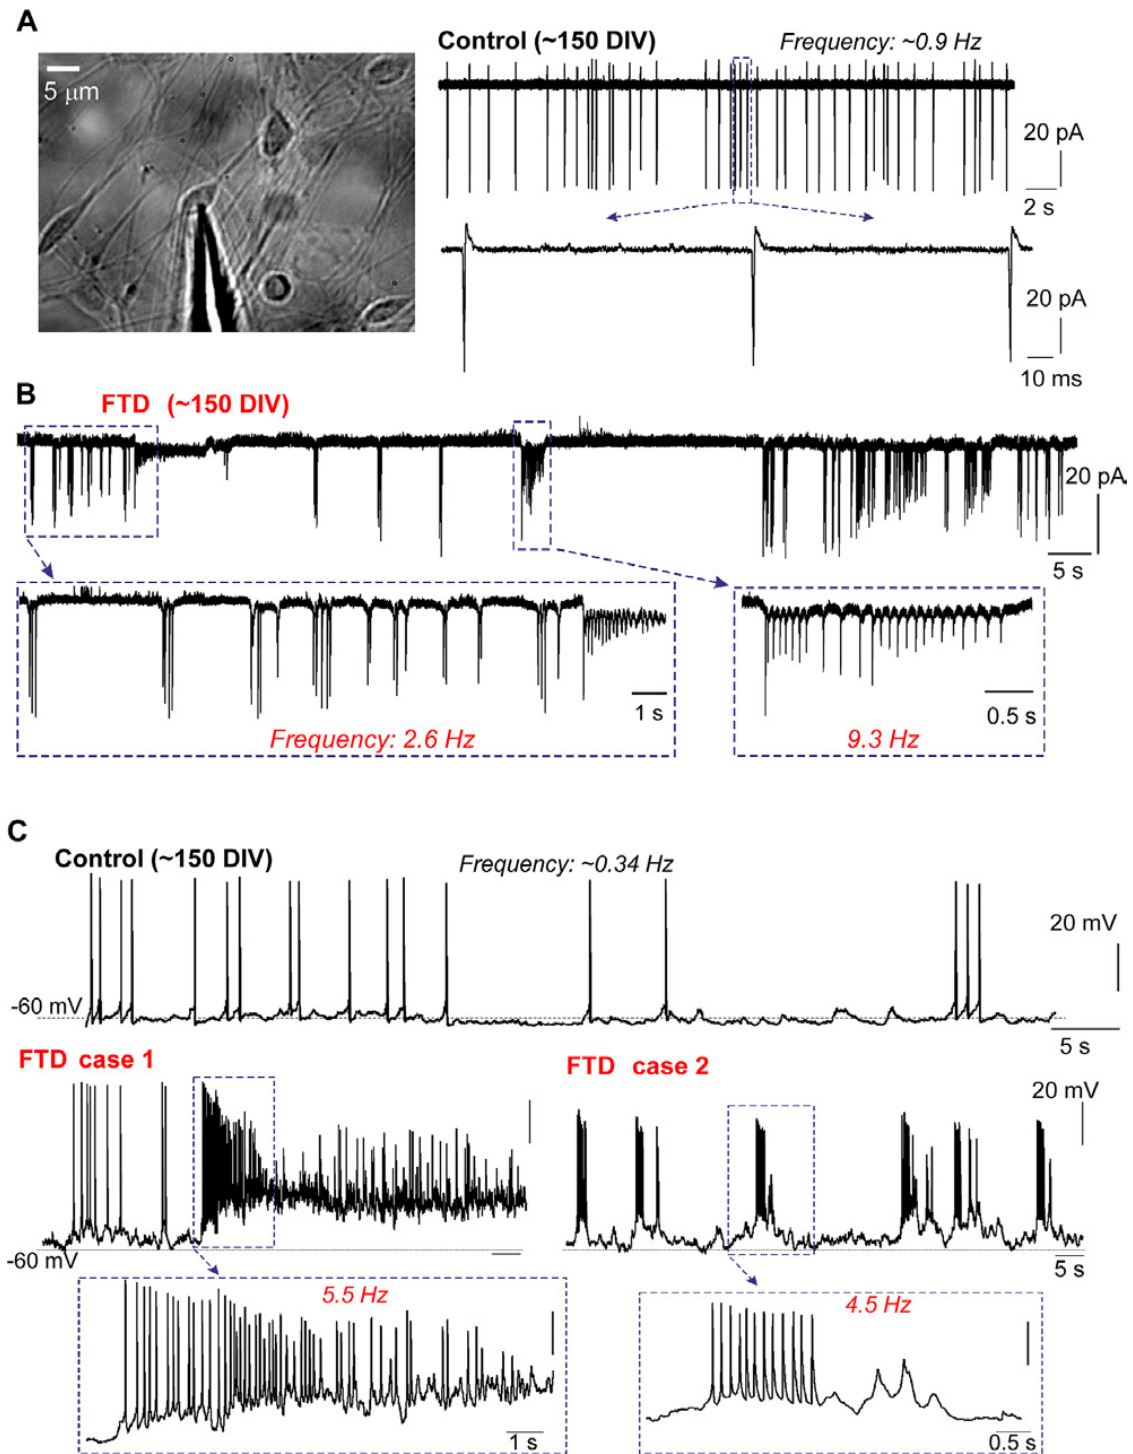 A
5 μm
Control (~150 DIV)
Frequency: ~0.9 Hz
20 pA
2 s
20 pA
10 ms
B
FTD (~150 DIV)
20 pA
5 s
1 s
Frequency: 2.6 Hz
0.5 s
9.3 Hz
C
Control (~150 DIV)
Frequency: ~0.34 Hz
20 mV
-60 mV
5 s
FTD case 1
FTD case 2
20 mV
-60 mV
5 s
5.5 Hz
4.5 Hz
1 s
0.5 s